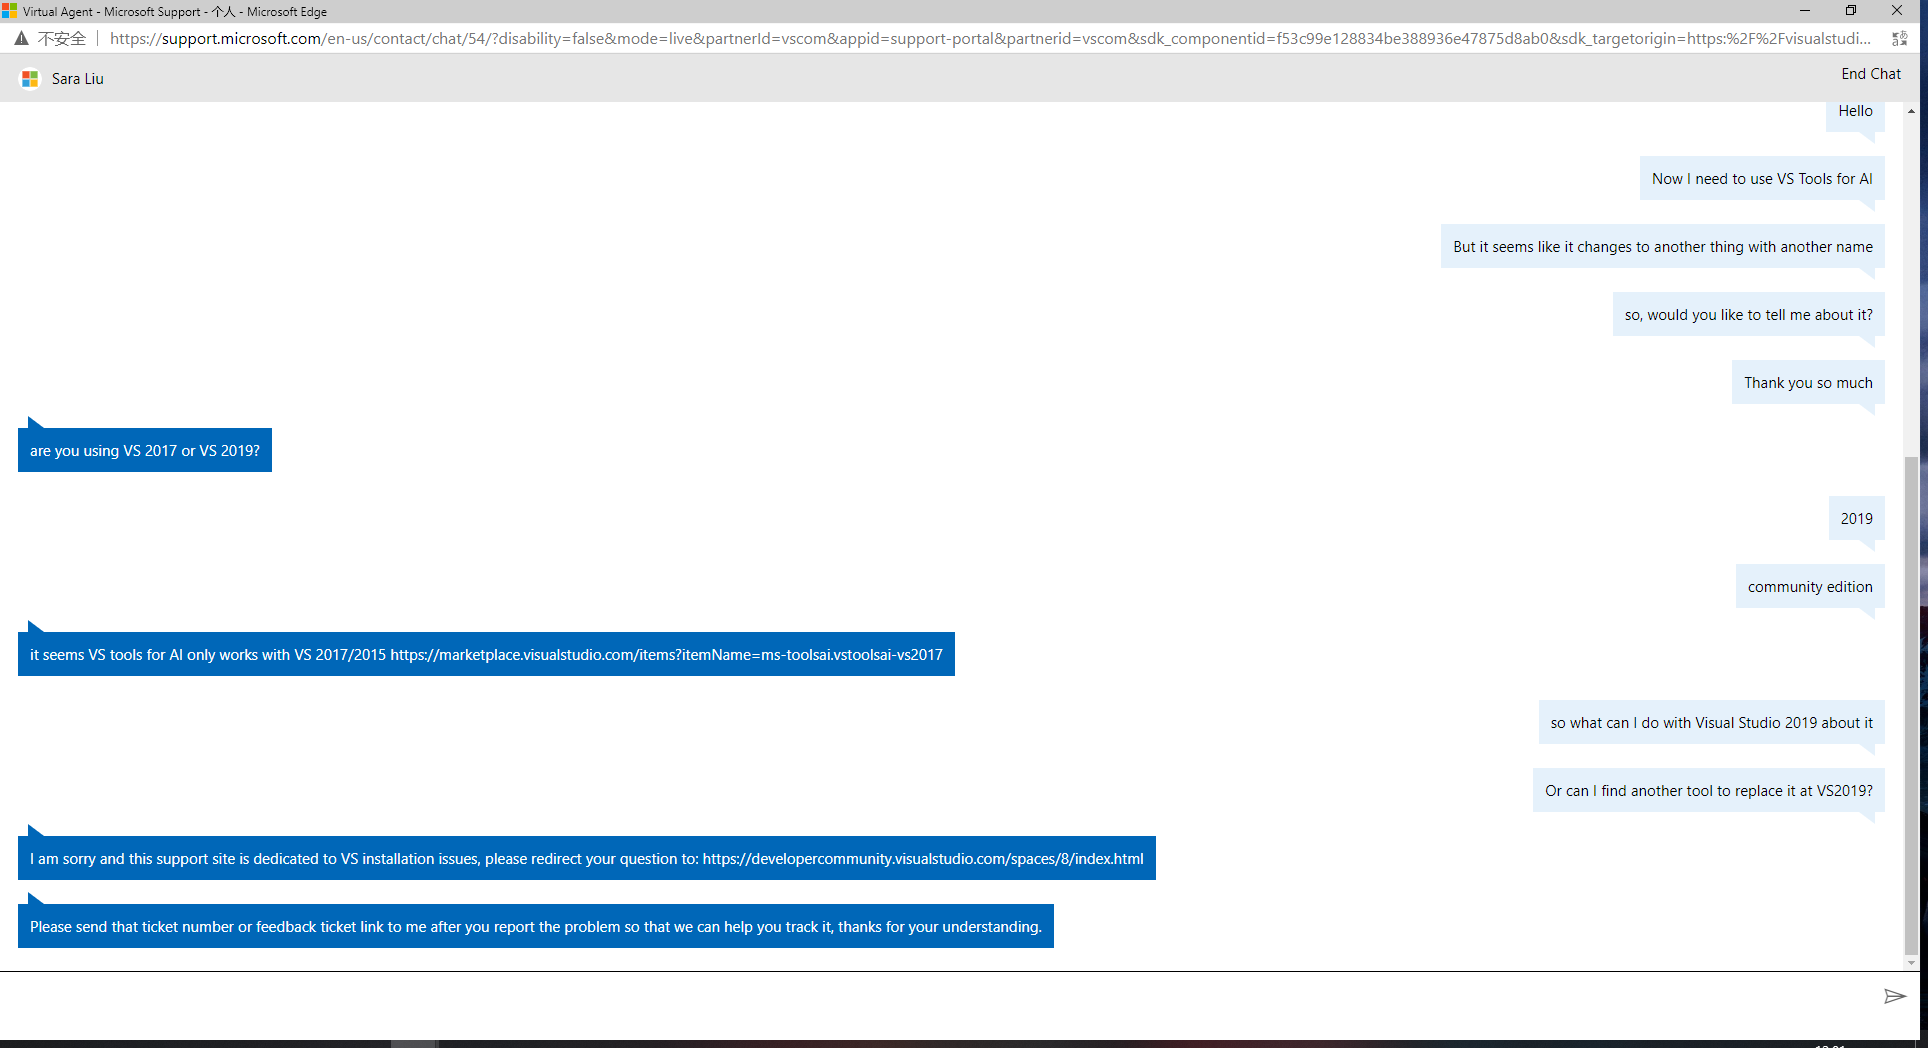 Virtual Agent - Microsoft Support - 个人 - Microsoft Edge
不安全 https://support.microsoft.com/en-us/contact/chat/54/?disability=false&mode=live&partnerId=vscom&appid=support-portal&partnerid=vscom&sdk_componentid=f53c99e128834be388936e47875d8ab0&sdk_targetorigin=https:%2F%2Fvisualstudi...
Sara Liu
End Chat
Hello
Now I need to use VS Tools for AI
But it seems like it changes to another thing with another name
so, would you like to tell me about it?
Thank you so much
are you using VS 2017 or VS 2019?
2019
community edition
it seems VS tools for AI only works with VS 2017/2015 https://marketplace.visualstudio.com/items?itemName=ms-toolsai.vstoolsai-vs2017
so what can I do with Visual Studio 2019 about it
Or can I find another tool to replace it at VS2019?
I am sorry and this support site is dedicated to VS installation issues, please redirect your question to: https://developercommunity.visualstudio.com/spaces/8/index.html
Please send that ticket number or feedback ticket link to me after you report the problem so that we can help you track it, thanks for your understanding.